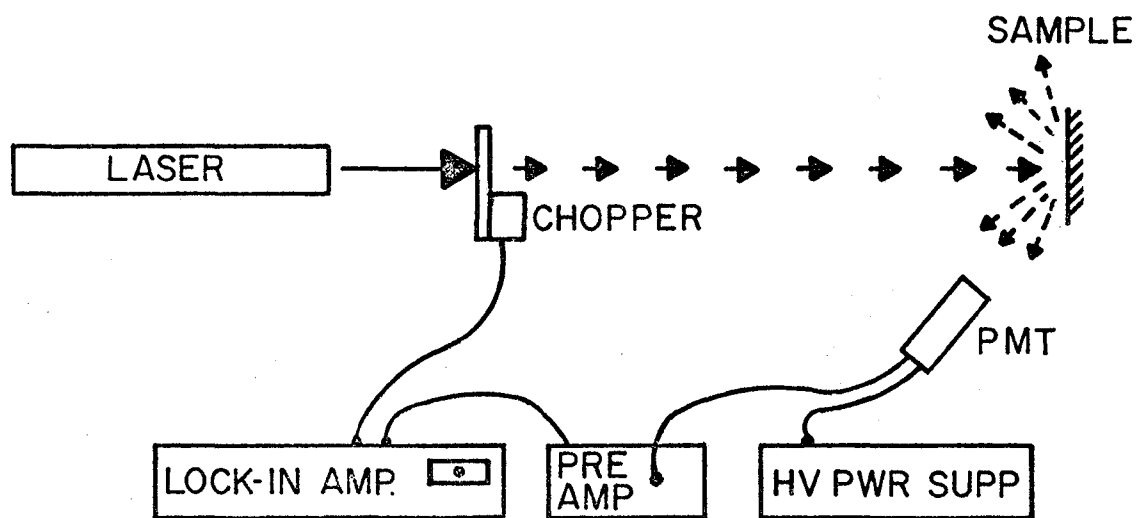 SAMPLE
LASER
CHOPPER
PMT
LOCK-IN AMP.
PRE
AMP
HV PWR SUPP